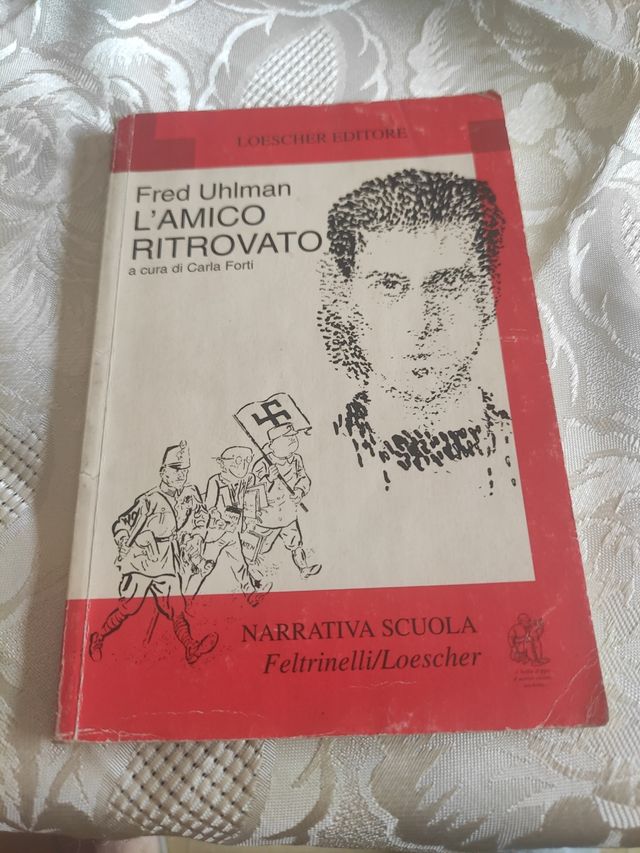 LOESCHER EDITORE
Fred Uhlman
L'AMICO
RITROVATO
a cura di Carla Forti
NARRATIVA SCUOLA
Feltrinelli/Loescher